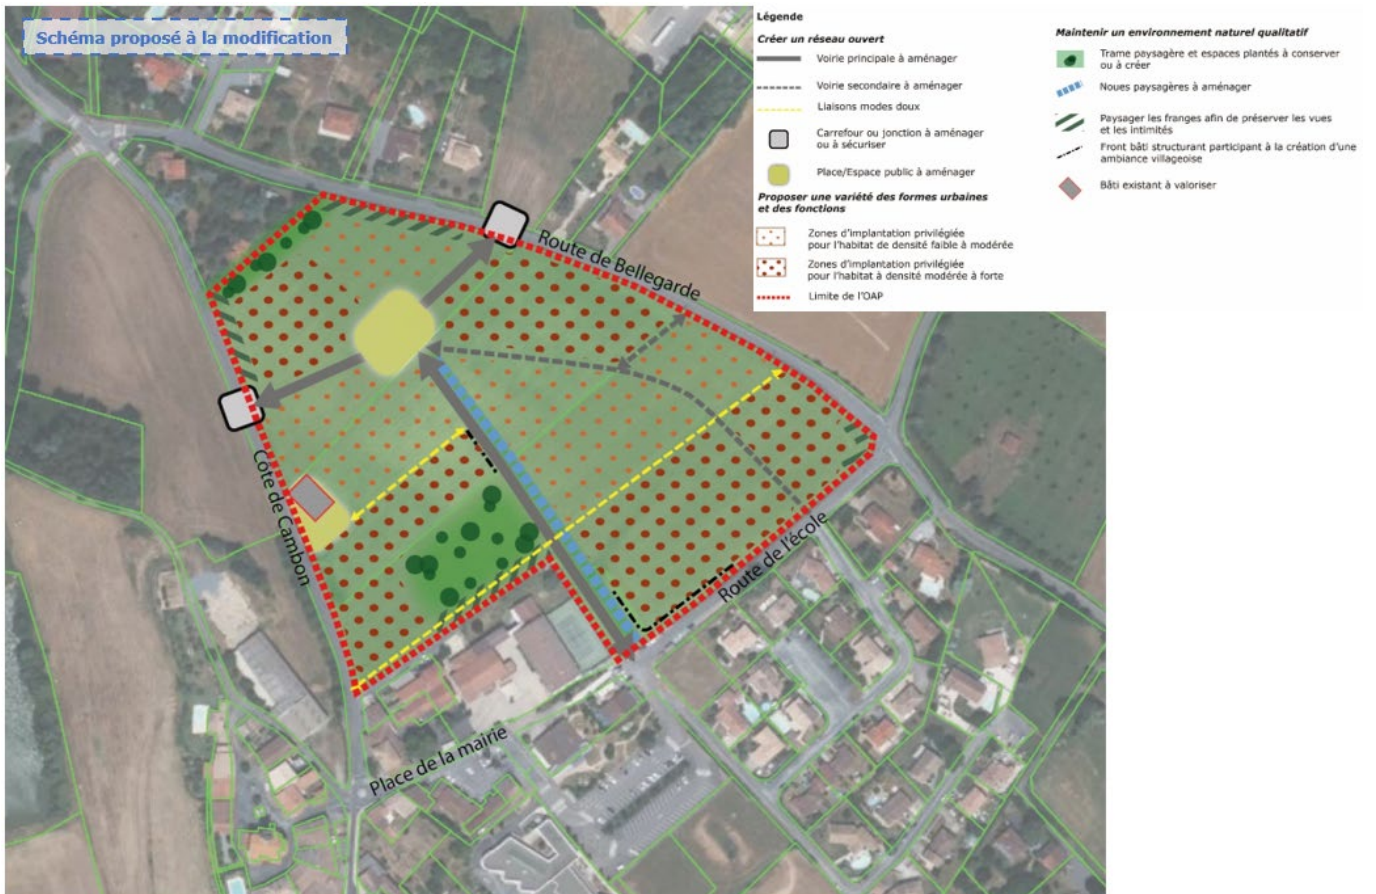 Schéma proposé à la modification
Légende
Créer un réseau ouvert
Voirie principale à aménager
Voirie secondaire à aménager
Liaisons modes doux
Carrefour ou jonction à aménager
ou à sécuriser
Place/Espace public à aménager
Proposer une variété des formes urbaines
et des fonctions
Zones d'implantation privilégiée
pour l'habitat de densité faible à modérée
Zones d'implantation privilégiée
pour l'habitat à densité modérée à forte
Limite de l'OAP
Maintenir un environnement naturel qualitatif
Trame paysagère et espaces plantés à conserver
ou à créer
Noues paysagères à aménager
Paysager les franges afin de préserver les vues
et les intimités
Front bâti structurant participant à la création d'une
ambiance villageoise
Bâti existant à valoriser
Route de Bellegarde
Cote de Cambon
Route de l'école
Place de la mairie